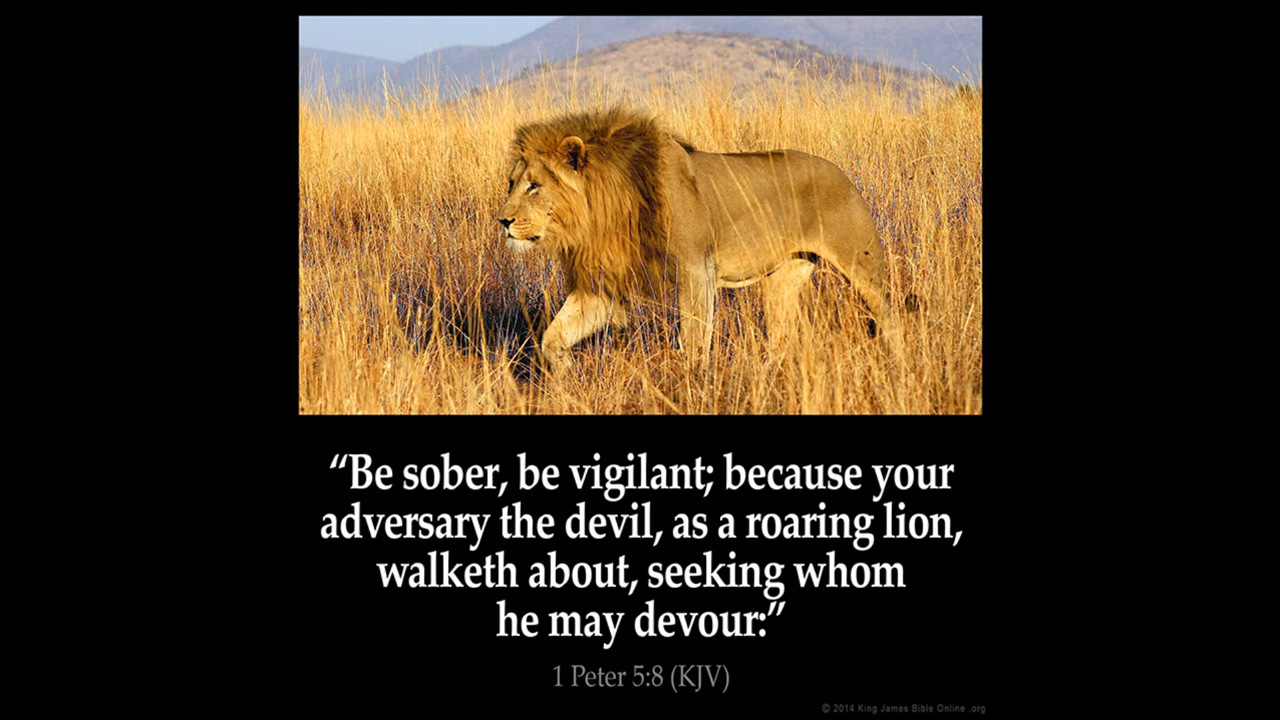 “Be sober, be vigilant; because your
adversary the devil, as a roaring lion,
walketh about, seeking whom
he may devour:”
1 Peter 5:8 (KJV)
© 2014 King James Bible Online .org